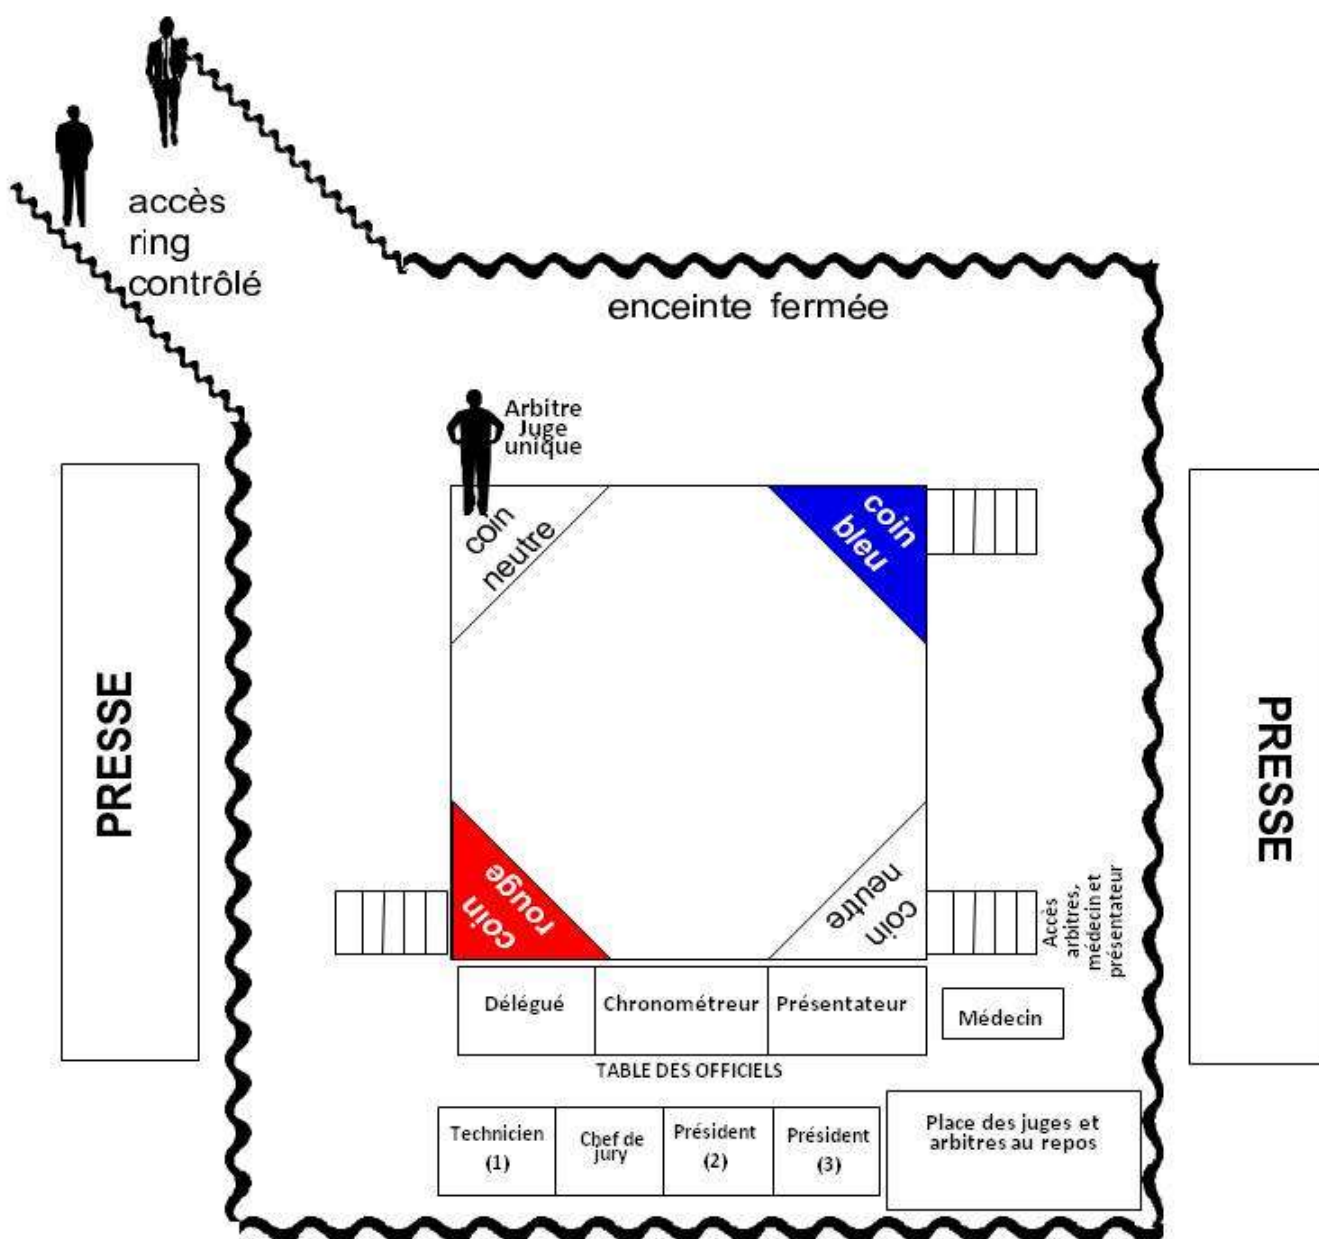 accès
ring
contrôlé
enceinte fermée
Arbitre
Juge
unique
coin
neutre
coin
bleu
PRESSE
PRESSE
coin
rouge
coin
neutre
Accès
arbitres,
médecin et
présentateur
Délégué
Chronométreur
Présentateur
Médecin
TABLE DES OFFICIELS
Technicien
(1)
Chef de
jury
Président
(2)
Président
(3)
Place des juges et
arbitres au repos